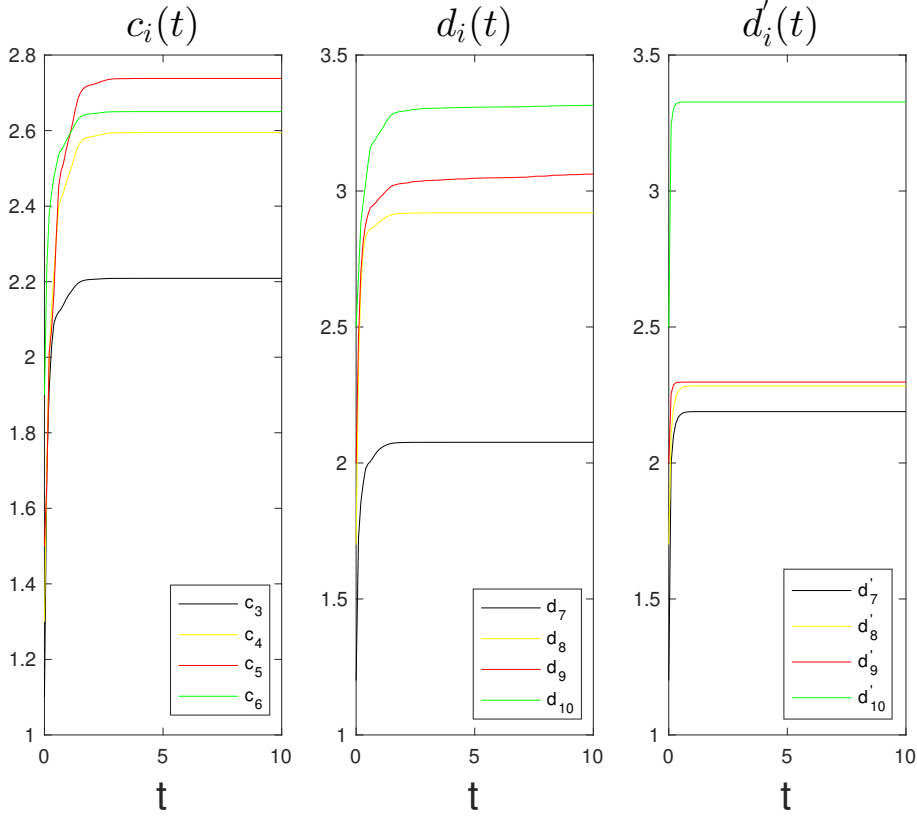 c_i(t)
2.8
2.6
2.4
2.2
2
1.8
1.6
1.4
1.2
1
0 5 10
t
c_3
c_4
c_5
c_6
d_i(t)
3.5
3
2.5
2
1.5
1
0 5 10
t
d_7
d_8
d_9
d_10
d'_i(t)
3.5
3
2.5
2
1.5
1
0 5 10
t
d'_7
d'_8
d'_9
d'_10